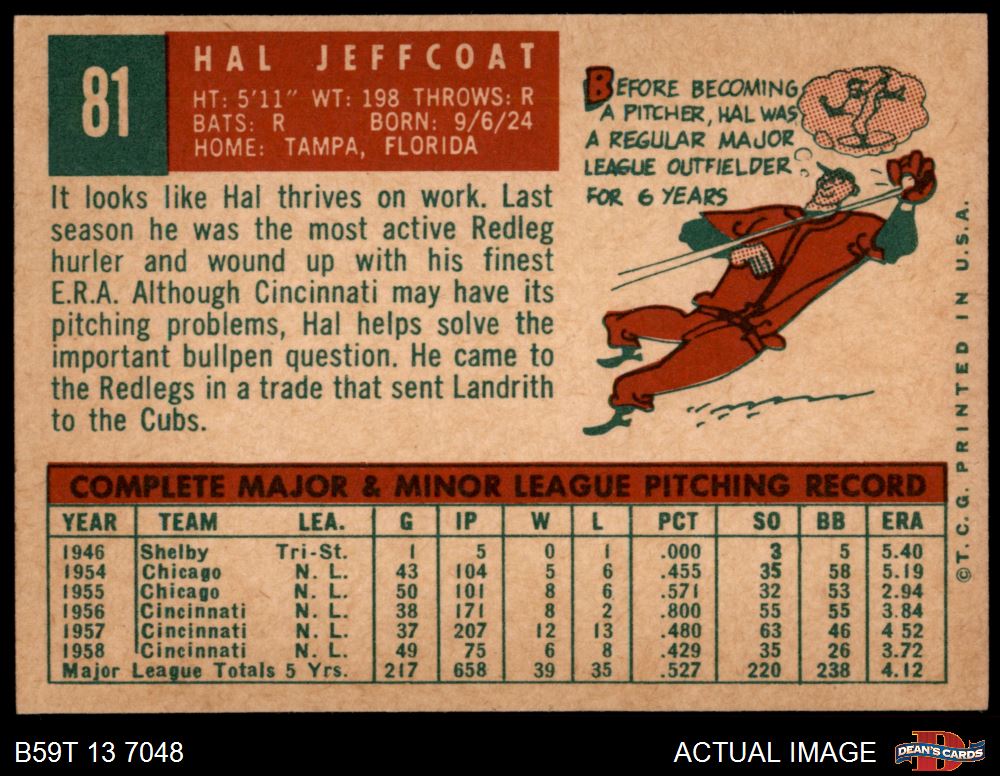 81
HAL JEFFCOAT
HT: 5'11" WT: 198 THROWS: R
BATS: R BORN: 9/6/24
HOME: TAMPA, FLORIDA
BEFORE BECOMING
A PITCHER, HAL WAS
A REGULAR MAJOR
LEAGUE OUTFIELDER
FOR 6 YEARS
It looks like Hal thrives on work. Last
season he was the most active Redleg
hurler and wound up with his finest
E.R.A. Although Cincinnati may have its
pitching problems, Hal helps solve the
important bullpen question. He came to
the Redlegs in a trade that sent Landrith
to the Cubs.
COMPLETE MAJOR & MINOR LEAGUE PITCHING RECORD
YEAR TEAM LEA. G IP W L PCT SO BB ERA
1946 Shelby Tri-St. 1 5 0 1 .000 3 5 5.40
1954 Chicago N. L. 43 104 5 6 .455 35 58 5.19
1955 Chicago N. L. 50 101 8 6 .571 32 53 2.94
1956 Cincinnati N. L. 38 171 8 2 .800 55 55 3.84
1957 Cincinnati N. L. 37 207 12 13 .480 63 46 4 52
1958 Cincinnati N. L. 49 75 6 8 .429 35 26 3.72
Major League Totals 5 Yrs. 217 658 39 35 .527 220 238 4.12
© T. C. G. PRINTED IN U.S.A.
B59T 13 7048
ACTUAL IMAGE
DEAN'S CARDS